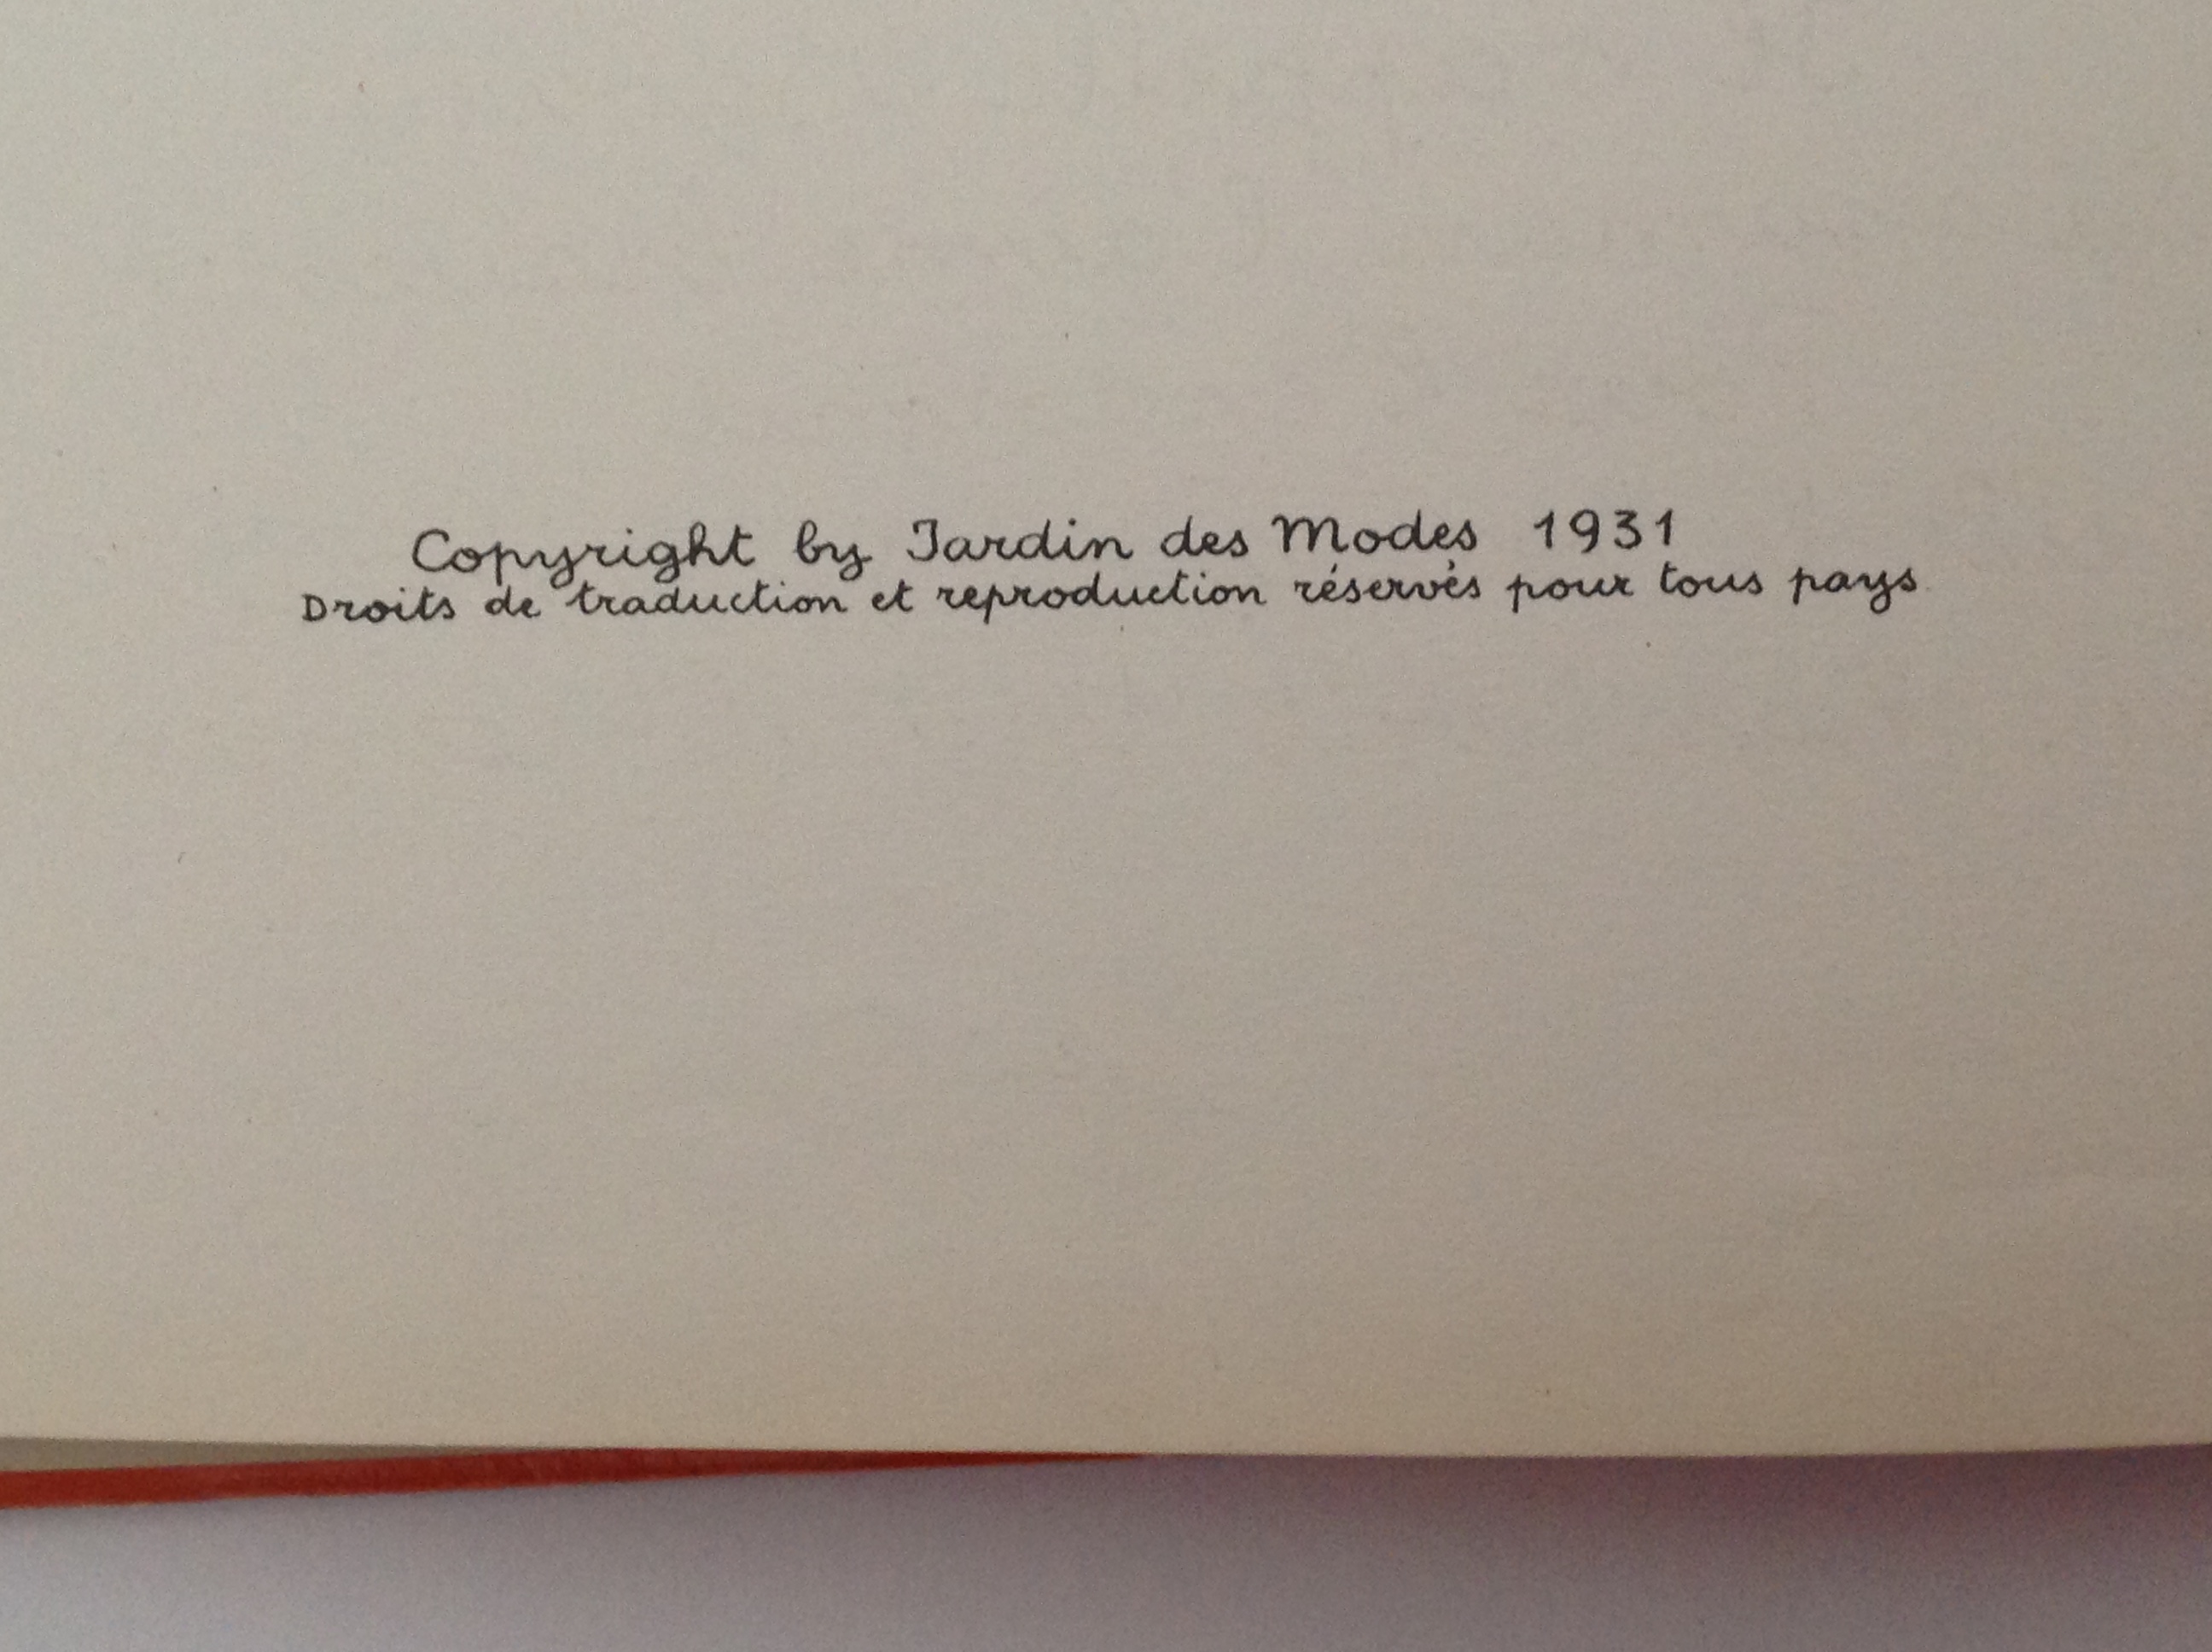 Copyright by Jardin des Modes 1931
Droits de traduction et reproduction réservés pour tous pays